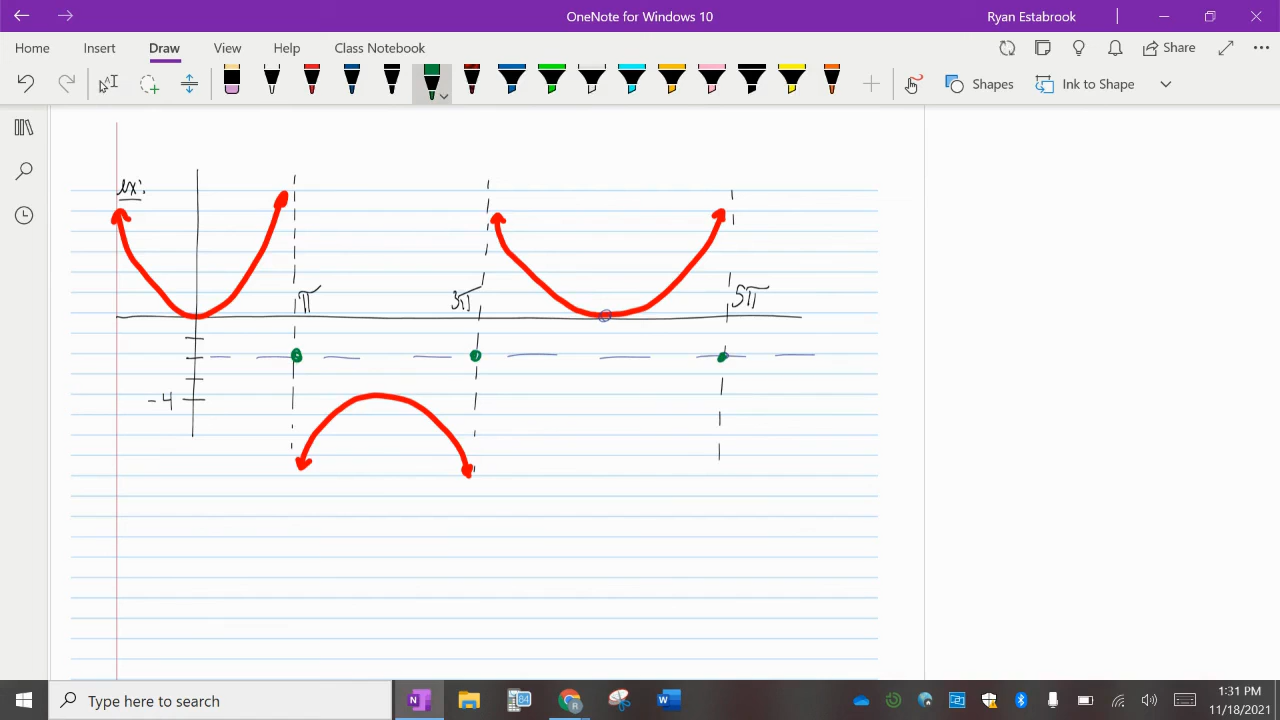 OneNote for Windows 10
Ryan Estabrook
Home Insert Draw View Help Class Notebook Share
Shapes Ink to Shape
ex:
π 3π 5π
-4
Type here to search
84
1:31 PM
11/18/2021